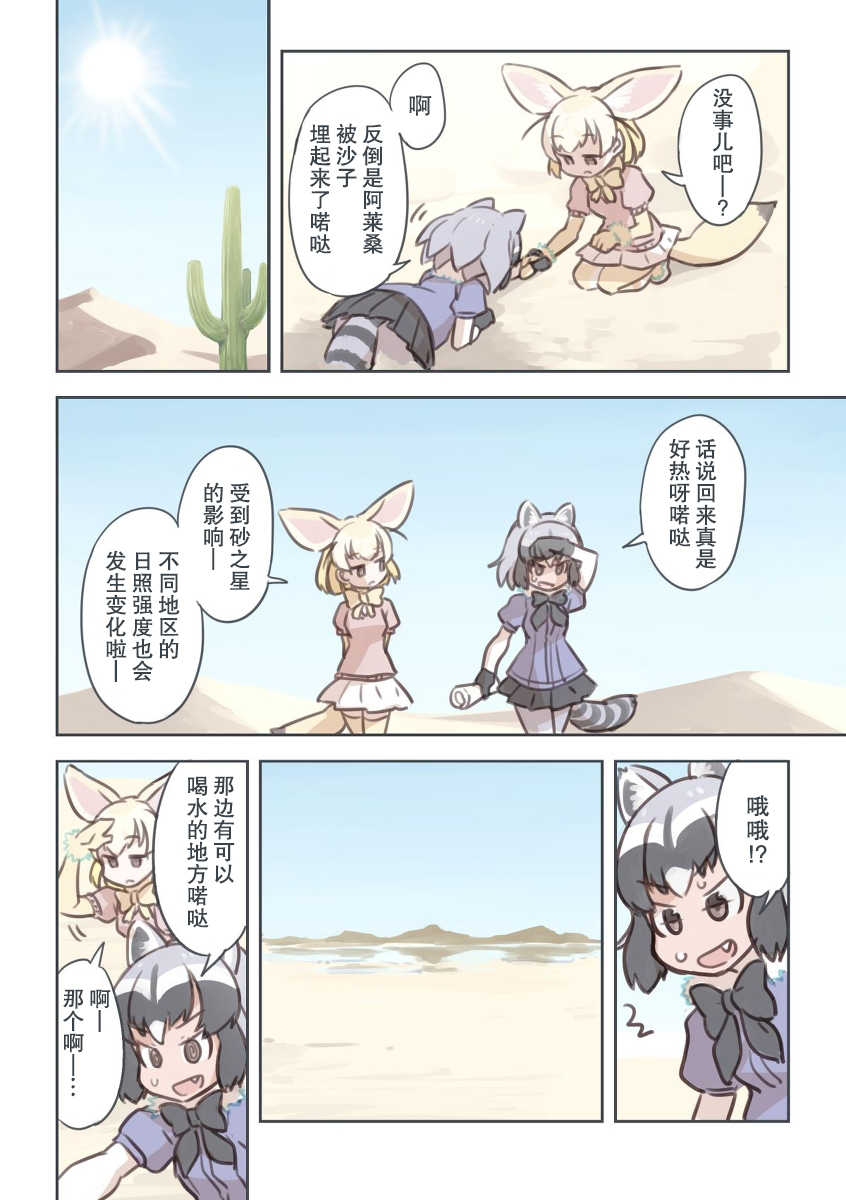 没事儿吧—?
啊
反倒是阿莱桑
被沙子
埋起来了喏哒
话说回来真是
好热呀喏哒
受到砂之星
的影响—
不同地区的
日照强度也会
发生变化啦—
哦哦
!?
那边有可以
喝水的地方喏哒
啊—
那个啊—……